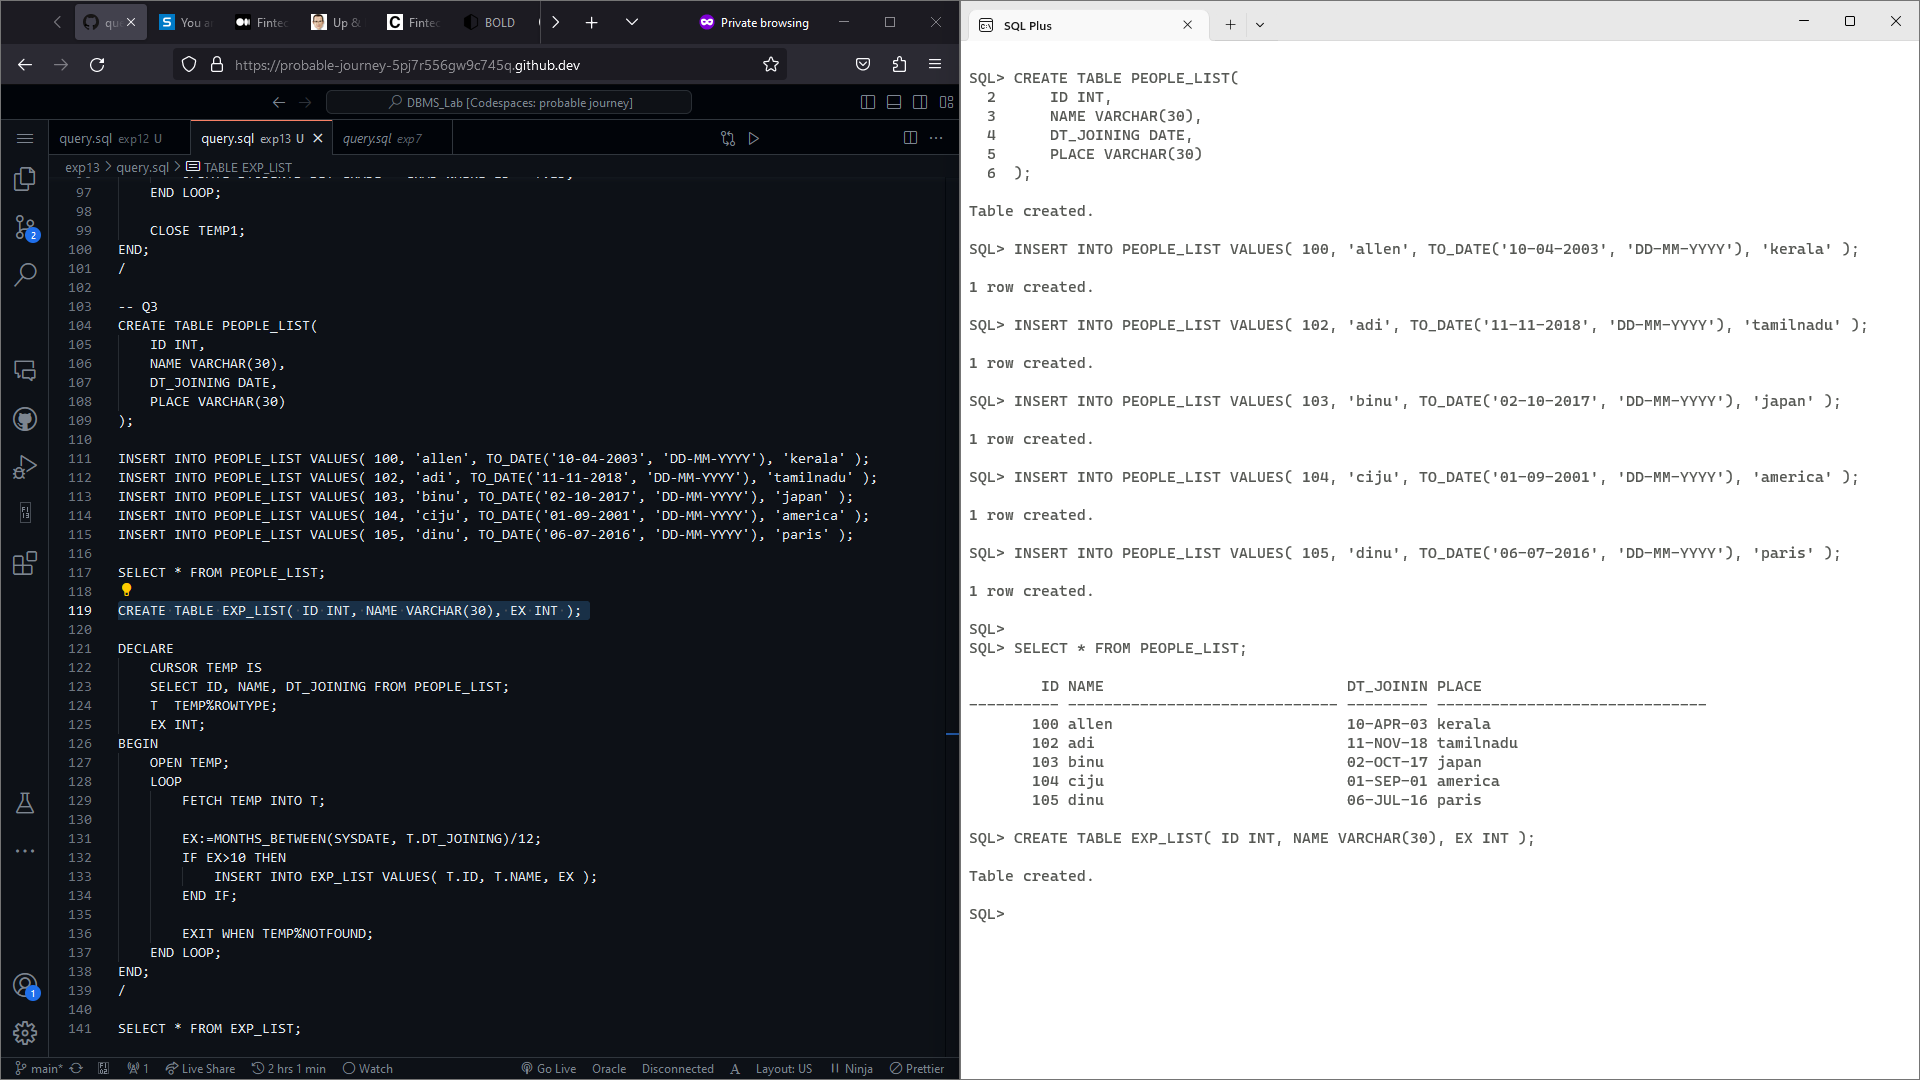 qu
You a
Fintec
Up &
Fintec
BOLD
Private browsing
https://probable-journey-5pj7r556gw9c745q.github.dev
DBMS_Lab [Codespaces: probable journey]
query.sql exp12 U
query.sql exp13 U
query.sql exp7
exp13 > query.sql > TABLE EXP_LIST
97 END LOOP;
98
99 CLOSE TEMP1;
100 END;
101 /
102
103 -- Q3
104 CREATE TABLE PEOPLE_LIST(
105 ID INT,
106 NAME VARCHAR(30),
107 DT_JOINING DATE,
108 PLACE VARCHAR(30)
109 );
110
111 INSERT INTO PEOPLE_LIST VALUES( 100, 'allen', TO_DATE('10-04-2003', 'DD-MM-YYYY'), 'kerala' );
112 INSERT INTO PEOPLE_LIST VALUES( 102, 'adi', TO_DATE('11-11-2018', 'DD-MM-YYYY'), 'tamilnadu' );
113 INSERT INTO PEOPLE_LIST VALUES( 103, 'binu', TO_DATE('02-10-2017', 'DD-MM-YYYY'), 'japan' );
114 INSERT INTO PEOPLE_LIST VALUES( 104, 'ciju', TO_DATE('01-09-2001', 'DD-MM-YYYY'), 'america' );
115 INSERT INTO PEOPLE_LIST VALUES( 105, 'dinu', TO_DATE('06-07-2016', 'DD-MM-YYYY'), 'paris' );
116
117 SELECT * FROM PEOPLE_LIST;
118
119 CREATE TABLE EXP_LIST( ID INT, NAME VARCHAR(30), EX INT );
120
121 DECLARE
122 CURSOR TEMP IS
123 SELECT ID, NAME, DT_JOINING FROM PEOPLE_LIST;
124 T TEMP%ROWTYPE;
125 EX INT;
126 BEGIN
127 OPEN TEMP;
128 LOOP
129 FETCH TEMP INTO T;
130
131 EX:=MONTHS_BETWEEN(SYSDATE, T.DT_JOINING)/12;
132 IF EX>10 THEN
133 INSERT INTO EXP_LIST VALUES( T.ID, T.NAME, EX );
134 END IF;
135
136 EXIT WHEN TEMP%NOTFOUND;
137 END LOOP;
138 END;
139 /
140
141 SELECT * FROM EXP_LIST;
2
1
main*
1
Live Share
2 hrs 1 min
Watch
Go Live
Oracle
Disconnected
Layout: US
Ninja
Prettier
SQL Plus
SQL> CREATE TABLE PEOPLE_LIST(
2 ID INT,
3 NAME VARCHAR(30),
4 DT_JOINING DATE,
5 PLACE VARCHAR(30)
6 );
Table created.
SQL> INSERT INTO PEOPLE_LIST VALUES( 100, 'allen', TO_DATE('10-04-2003', 'DD-MM-YYYY'), 'kerala' );
1 row created.
SQL> INSERT INTO PEOPLE_LIST VALUES( 102, 'adi', TO_DATE('11-11-2018', 'DD-MM-YYYY'), 'tamilnadu' );
1 row created.
SQL> INSERT INTO PEOPLE_LIST VALUES( 103, 'binu', TO_DATE('02-10-2017', 'DD-MM-YYYY'), 'japan' );
1 row created.
SQL> INSERT INTO PEOPLE_LIST VALUES( 104, 'ciju', TO_DATE('01-09-2001', 'DD-MM-YYYY'), 'america' );
1 row created.
SQL> INSERT INTO PEOPLE_LIST VALUES( 105, 'dinu', TO_DATE('06-07-2016', 'DD-MM-YYYY'), 'paris' );
1 row created.
SQL>
SQL> SELECT * FROM PEOPLE_LIST;
ID NAME DT_JOININ PLACE
---------- ------------------------------ --------- ------------------------------
100 allen 10-APR-03 kerala
102 adi 11-NOV-18 tamilnadu
103 binu 02-OCT-17 japan
104 ciju 01-SEP-01 america
105 dinu 06-JUL-16 paris
SQL> CREATE TABLE EXP_LIST( ID INT, NAME VARCHAR(30), EX INT );
Table created.
SQL>